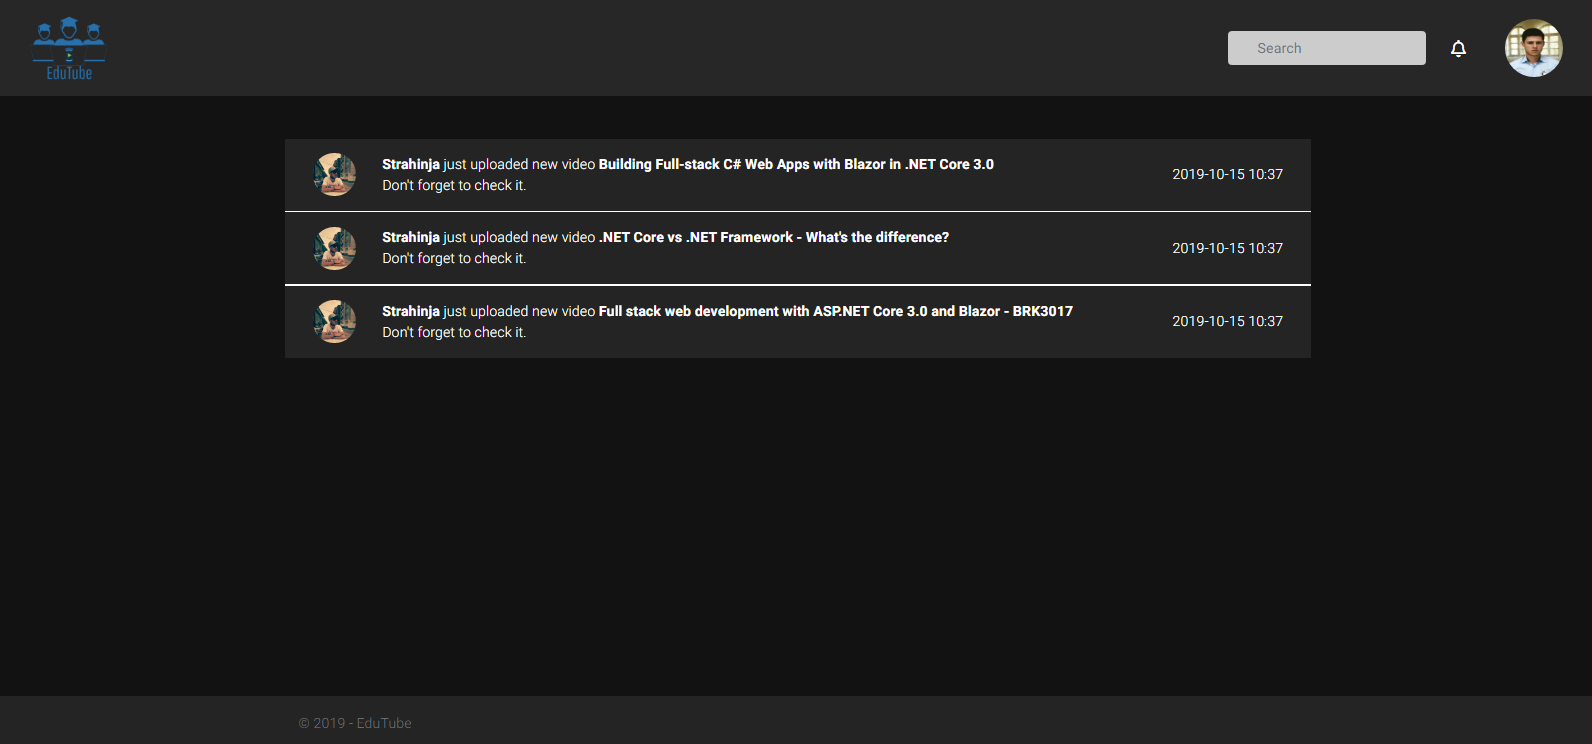 EduTube
Search
Strahinja just uploaded new video Building Full-stack C# Web Apps with Blazor in .NET Core 3.0
Don't forget to check it.
2019-10-15 10:37
Strahinja just uploaded new video .NET Core vs .NET Framework - What's the difference?
Don't forget to check it.
2019-10-15 10:37
Strahinja just uploaded new video Full stack web development with ASP.NET Core 3.0 and Blazor - BRK3017
Don't forget to check it.
2019-10-15 10:37
© 2019 - EduTube